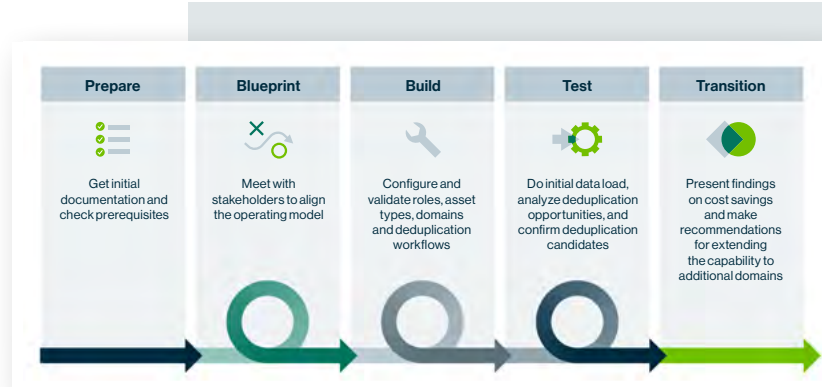 Prepare
Get initial
documentation and
check prerequisites
Blueprint
Meet with
stakeholders to align
the operating model
Build
Configure and
validate roles, asset
types, domains
and deduplication
workflows
Test
Do initial data load,
analyze deduplication
opportunities, and
confirm deduplication
candidates
Transition
Present findings
on cost savings
and make
recommendations
for extending
the capability to
additional domains